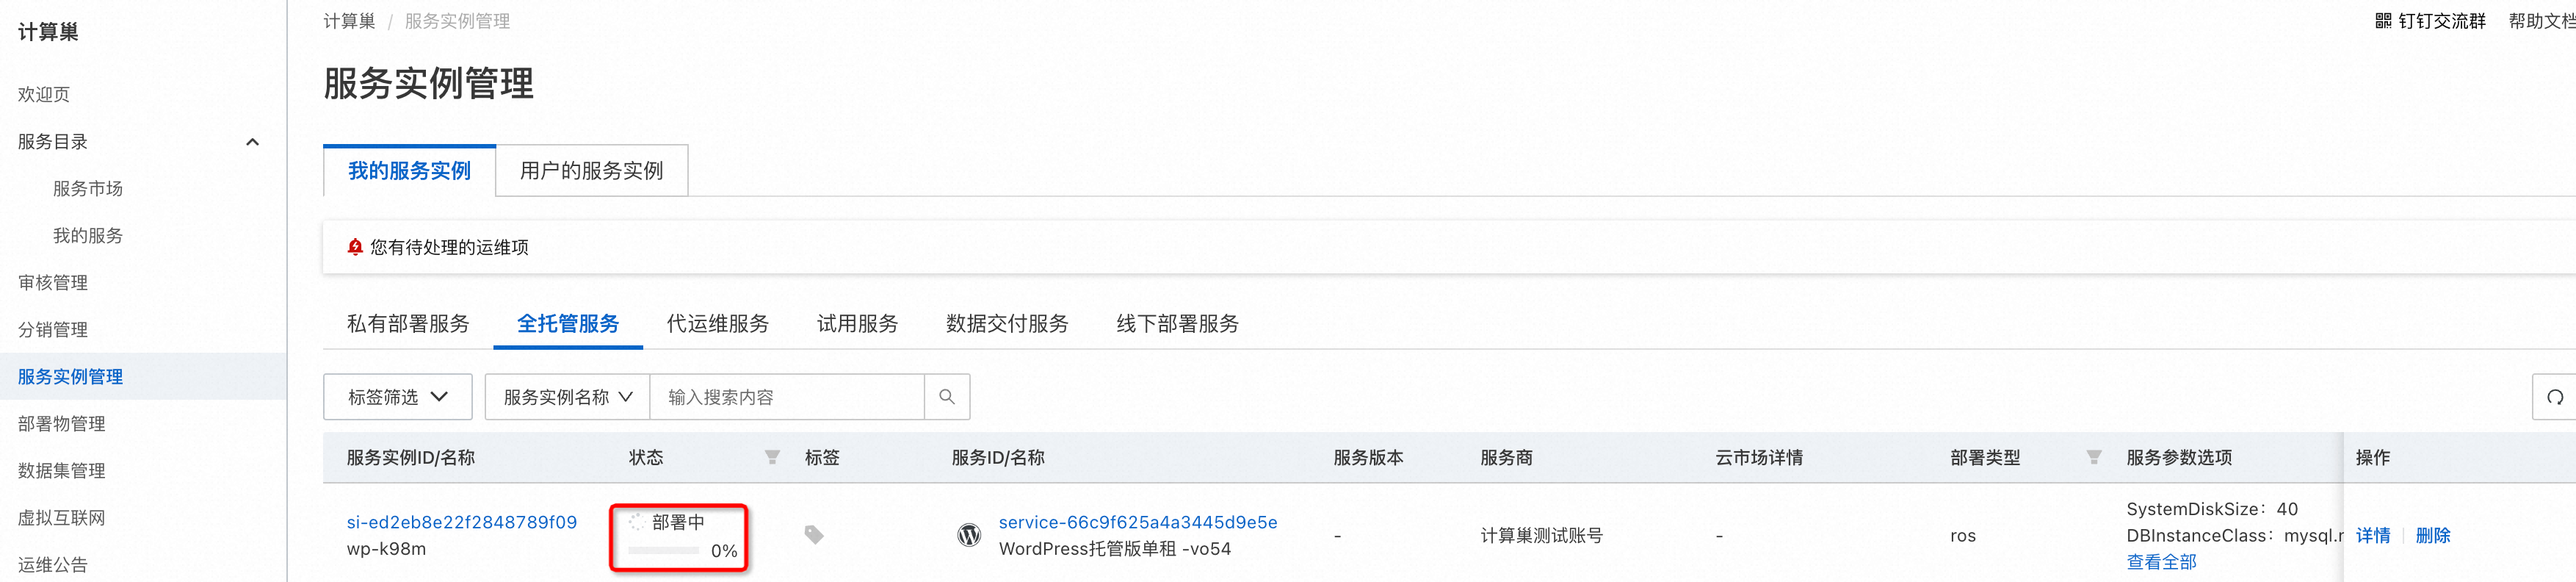 计算巢
欢迎页
服务目录
服务市场
我的服务
审核管理
分销管理
服务实例管理
部署物管理
数据集管理
虚拟互联网
运维公告
计算巢 / 服务实例管理
钉钉交流群 帮助文档
服务实例管理
我的服务实例 用户的服务实例
您有待处理的运维项
私有部署服务 全托管服务 代运维服务 试用服务 数据交付服务 线下部署服务
标签筛选 服务实例名称 输入搜索内容
服务实例ID/名称 状态 标签 服务ID/名称 服务版本 服务商 云市场详情 部署类型 服务参数选项 操作
si-ed2eb8e22f2848789f09
wp-k98m
部署中
0%
service-66c9f625a4a3445d9e5e
WordPress托管版单租 -vo54
-
计算巢测试账号
-
ros
SystemDiskSize：40
DBInstanceClass：mysql.r
查看全部
详情 删除